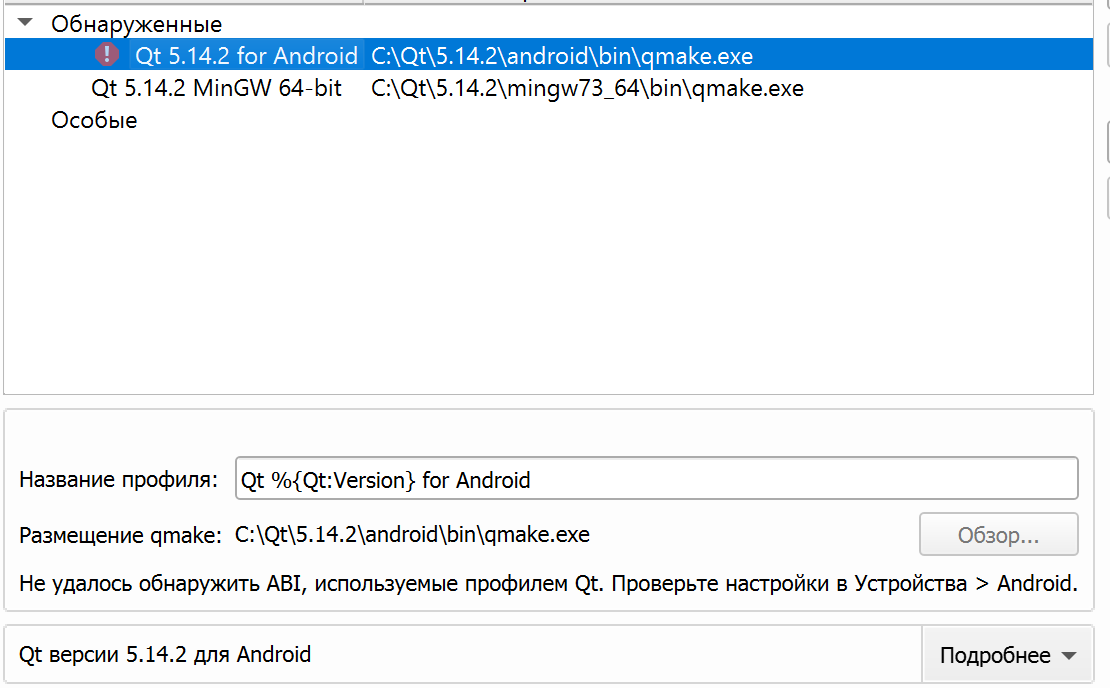 Обнаруженные
Qt 5.14.2 for Android C:\Qt\5.14.2\android\bin\qmake.exe
Qt 5.14.2 MinGW 64-bit C:\Qt\5.14.2\mingw73_64\bin\qmake.exe
Особые
Название профиля: Qt %{Qt:Version} for Android
Размещение qmake: C:\Qt\5.14.2\android\bin\qmake.exe Обзор...
Не удалось обнаружить ABI, используемые профилем Qt. Проверьте настройки в Устройства > Android.
Qt версии 5.14.2 для Android Подробнее